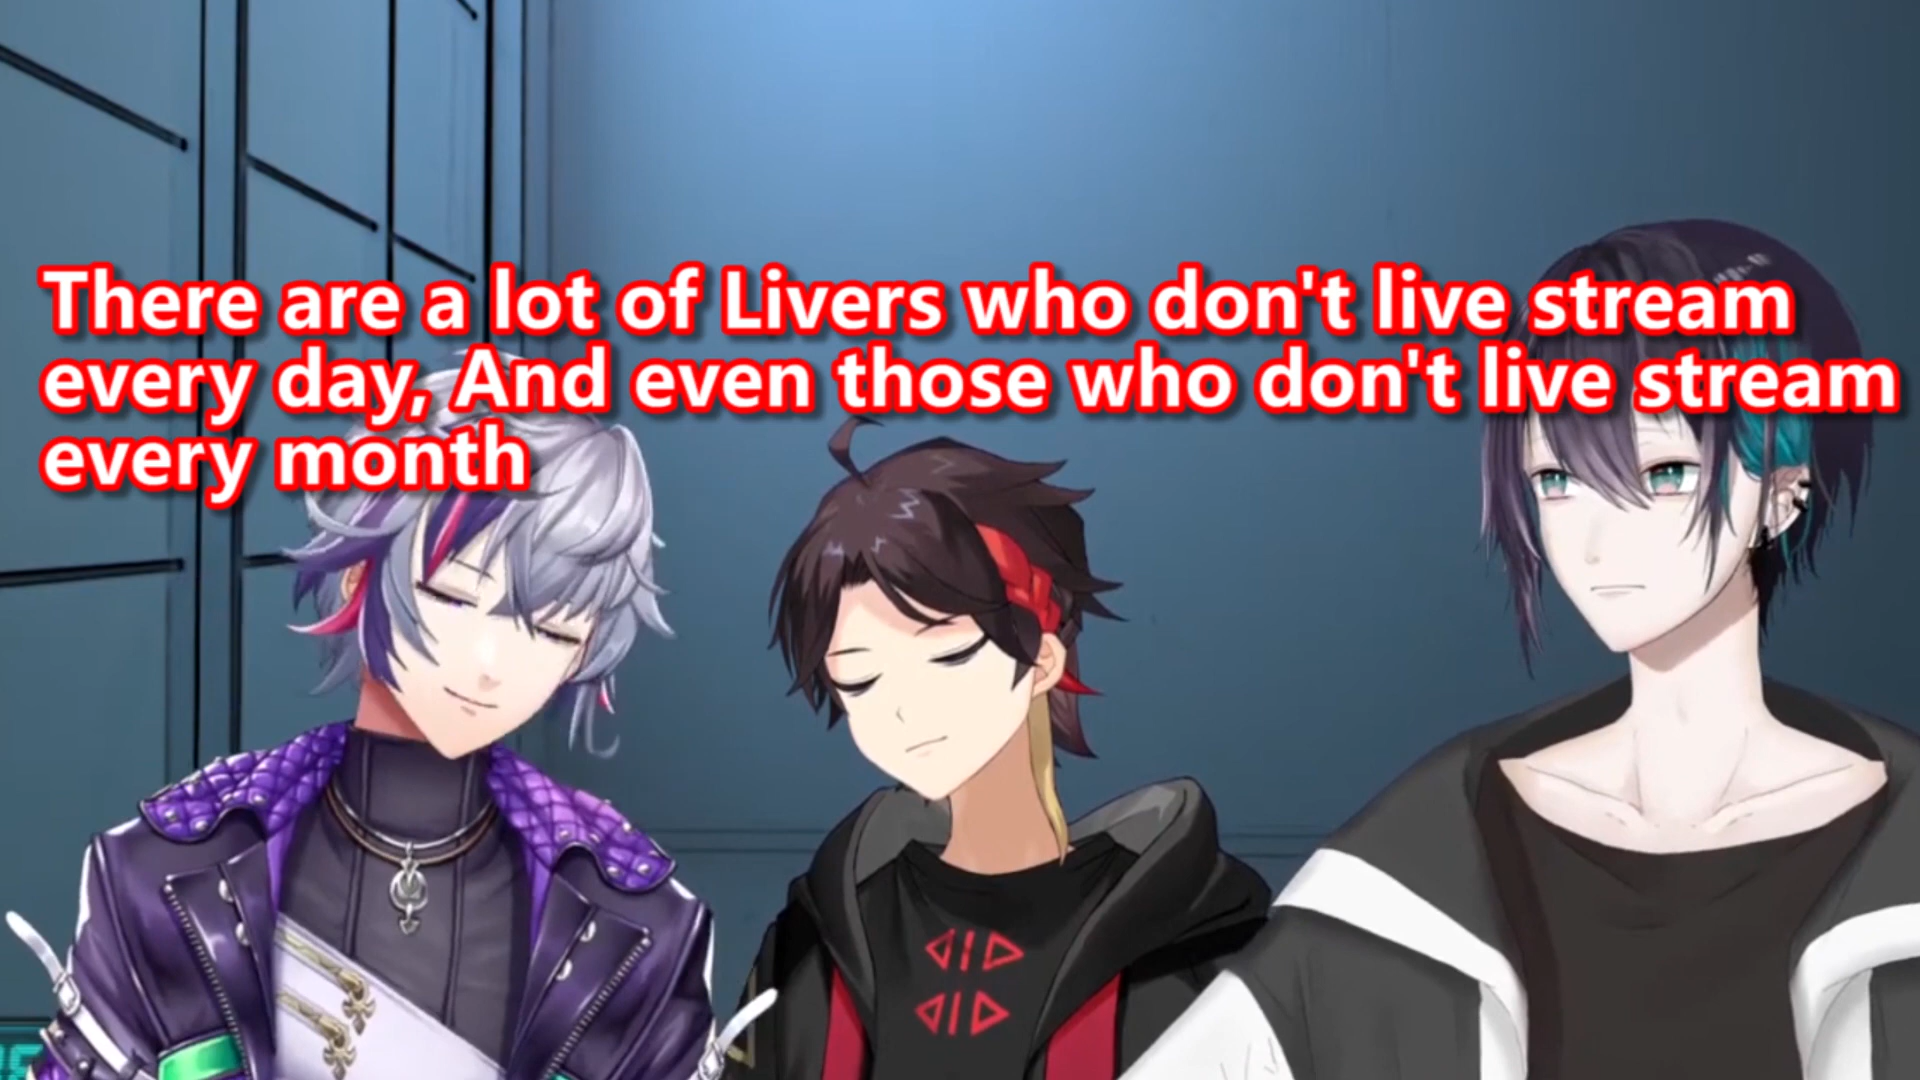 There are a lot of Livers who don't live stream
every day, And even those who don't live stream
every month